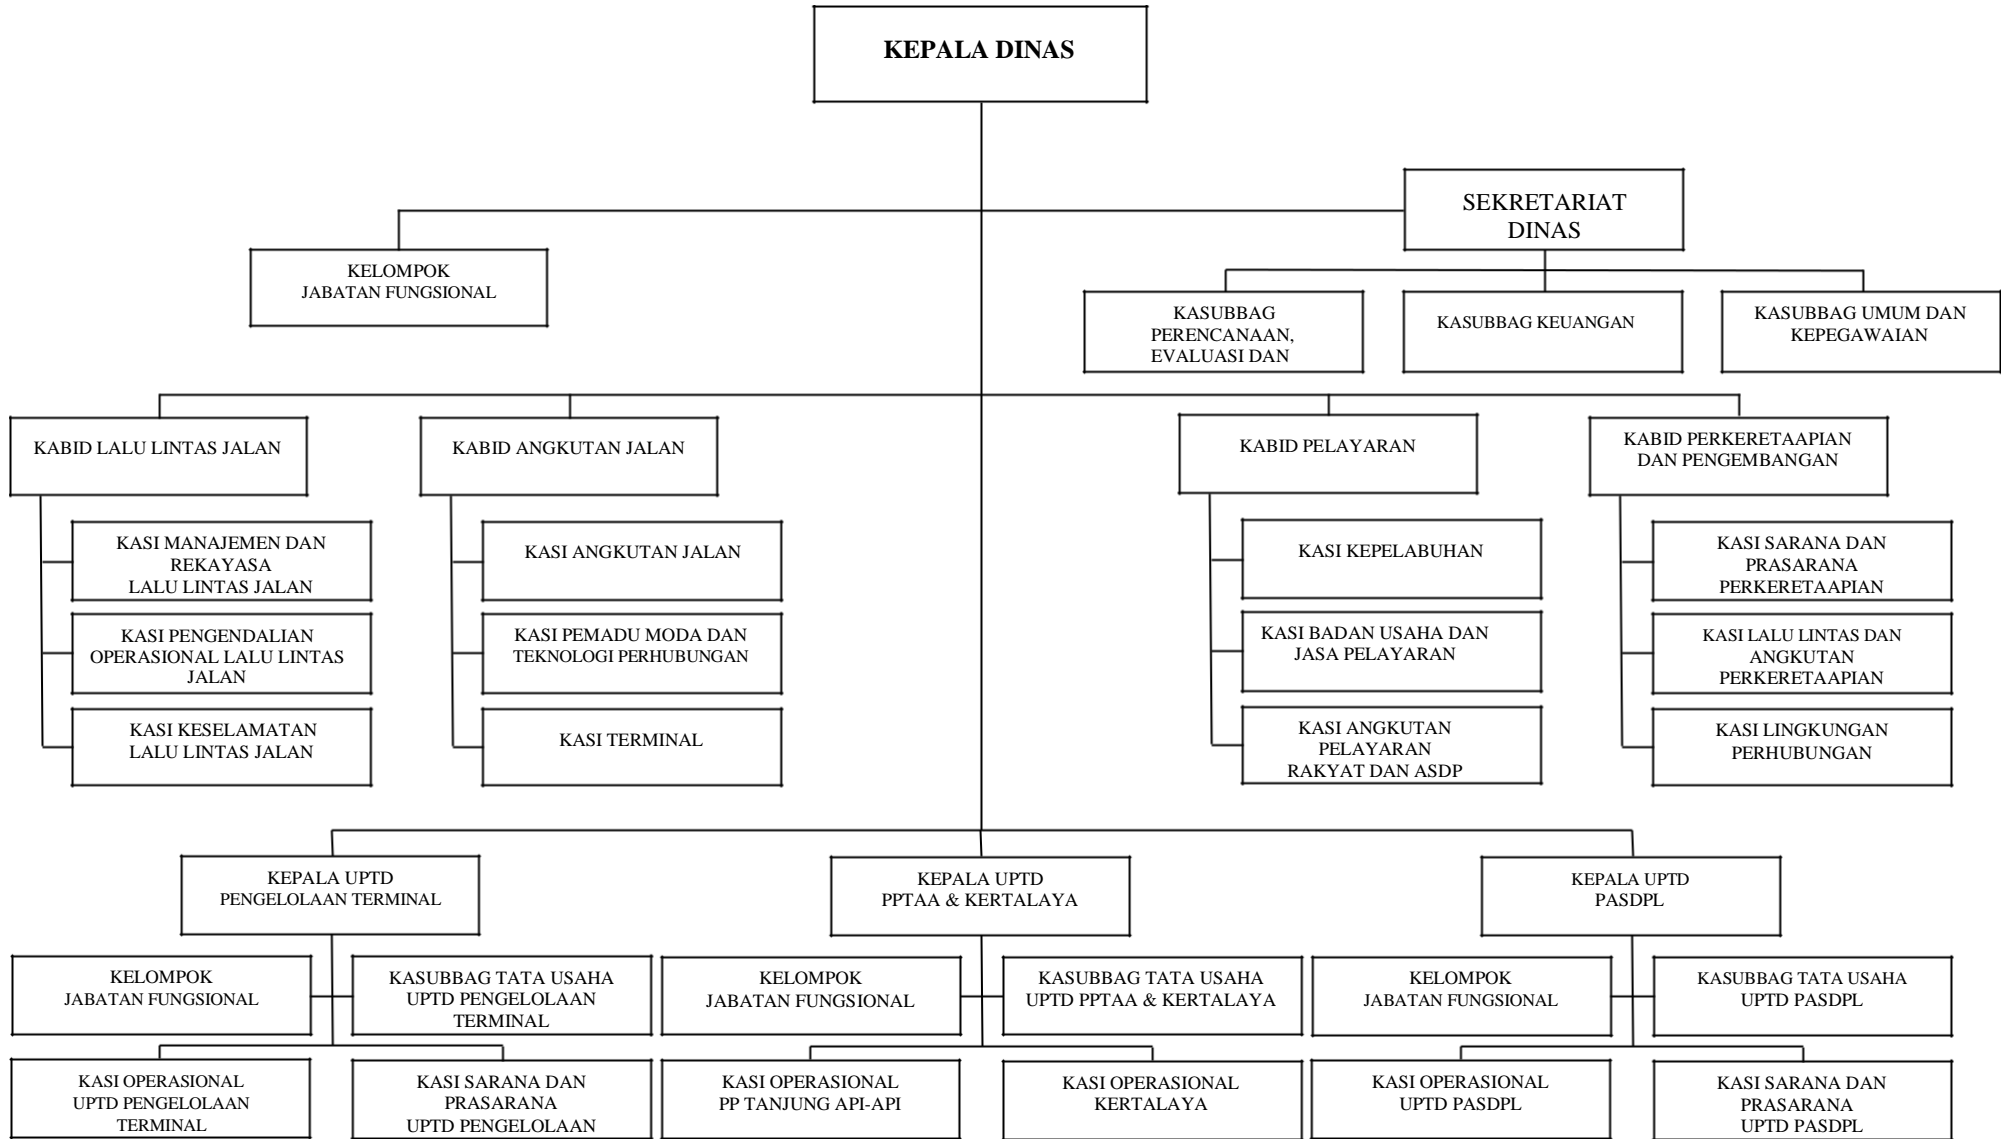 KEPALA DINAS
SEKRETARIAT
DINAS
KELOMPOK
JABATAN FUNGSIONAL
KASUBBAG
PERENCANAAN,
EVALUASI DAN
KASUBBAG KEUANGAN
KASUBBAG UMUM DAN
KEPEGAWAIAN
KABID LALU LINTAS JALAN
KABID ANGKUTAN JALAN
KABID PELAYARAN
KABID PERKERETAAPIAN
DAN PENGEMBANGAN
KASI MANAJEMEN DAN
REKAYASA
LALU LINTAS JALAN
KASI ANGKUTAN JALAN
KASI KEPELABUHAN
KASI SARANA DAN
PRASARANA
PERKERETAAPIAN
KASI PENGENDALIAN
OPERASIONAL LALU LINTAS
JALAN
KASI PEMADU MODA DAN
TEKNOLOGI PERHUBUNGAN
KASI BADAN USAHA DAN
JASA PELAYARAN
KASI LALU LINTAS DAN
ANGKUTAN
PERKERETAAPIAN
KASI KESELAMATAN
LALU LINTAS JALAN
KASI TERMINAL
KASI ANGKUTAN
PELAYARAN
RAKYAT DAN ASDP
KASI LINGKUNGAN
PERHUBUNGAN
KEPALA UPTD
PENGELOLAAN TERMINAL
KEPALA UPTD
PPTAA & KERTALAYA
KEPALA UPTD
PASDPL
KELOMPOK
JABATAN FUNGSIONAL
KASUBBAG TATA USAHA
UPTD PENGELOLAAN
TERMINAL
KELOMPOK
JABATAN FUNGSIONAL
KASUBBAG TATA USAHA
UPTD PPTAA & KERTALAYA
KELOMPOK
JABATAN FUNGSIONAL
KASUBBAG TATA USAHA
UPTD PASDPL
KASI OPERASIONAL
UPTD PENGELOLAAN
TERMINAL
KASI SARANA DAN
PRASARANA
UPTD PENGELOLAAN
KASI OPERASIONAL
PP TANJUNG API-API
KASI OPERASIONAL
KERTALAYA
KASI OPERASIONAL
UPTD PASDPL
KASI SARANA DAN
PRASARANA
UPTD PASDPL